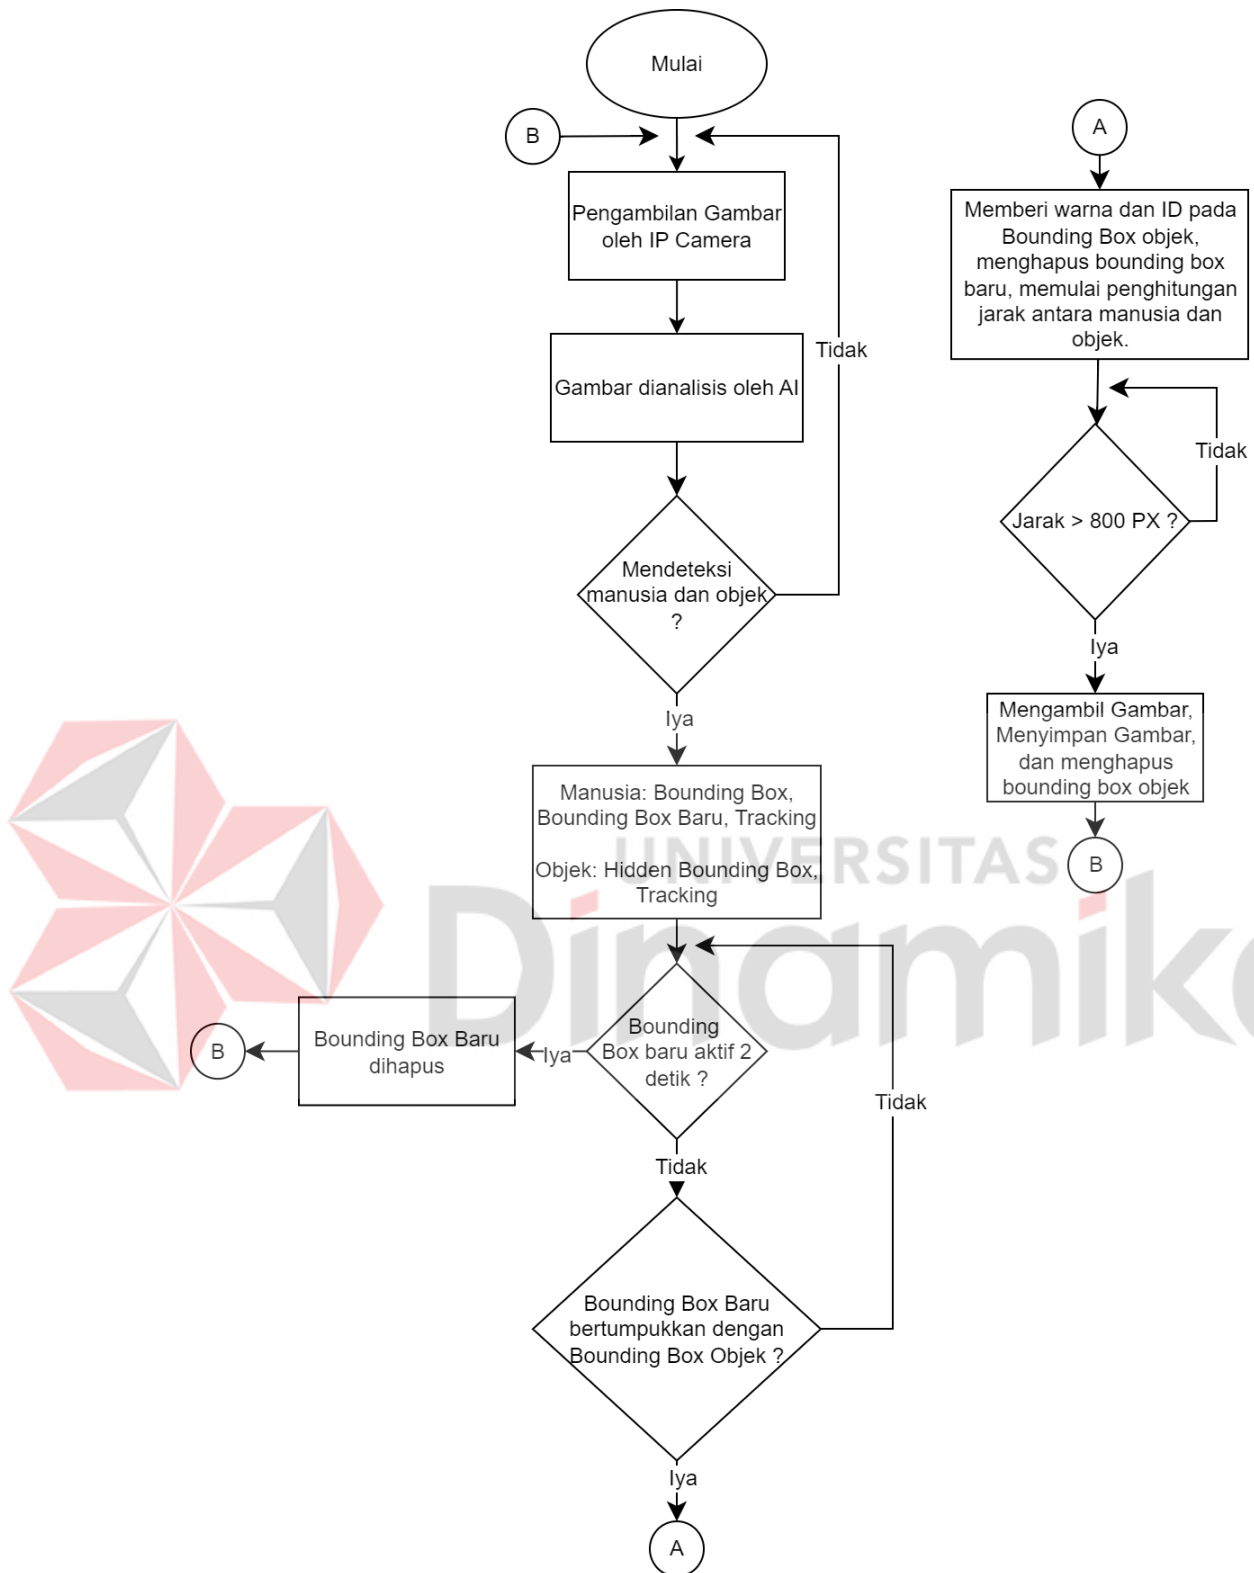 Mulai
B
Pengambilan Gambar
oleh IP Camera
Gambar dianalisis oleh AI
Tidak
Mendeteksi
manusia dan objek
?
Iya
Manusia: Bounding Box,
Bounding Box Baru, Tracking
Objek: Hidden Bounding Box,
Tracking
Bounding
Box baru aktif 2
detik ?
Iya
Bounding Box Baru
dihapus
B
Tidak
Tidak
Bounding Box Baru
bertumpukkan dengan
Bounding Box Objek ?
Iya
A
A
Memberi warna dan ID pada
Bounding Box objek,
menghapus bounding box
baru, memulai penghitungan
jarak antara manusia dan
objek.
Tidak
Jarak > 800 PX ?
Iya
Mengambil Gambar,
Menyimpan Gambar,
dan menghapus
bounding box objek
B
UNIVERSITAS
Dinamika